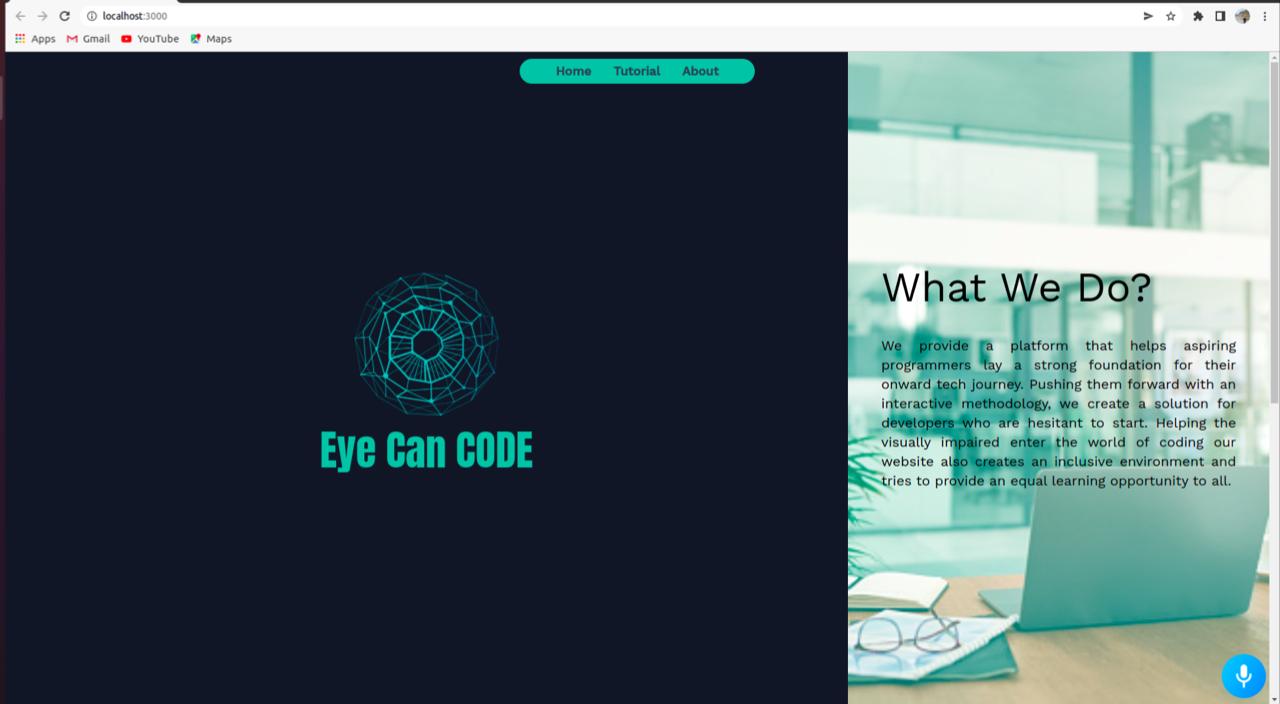 localhost:3000
Apps Gmail YouTube Maps
Home Tutorial About
Eye Can CODE
What We Do?
We provide a platform that helps aspiring
programmers lay a strong foundation for their
onward tech journey. Pushing them forward with an
interactive methodology, we create a solution for
developers who are hesitant to start. Helping the
visually impaired enter the world of coding our
website also creates an inclusive environment and
tries to provide an equal learning opportunity to all.